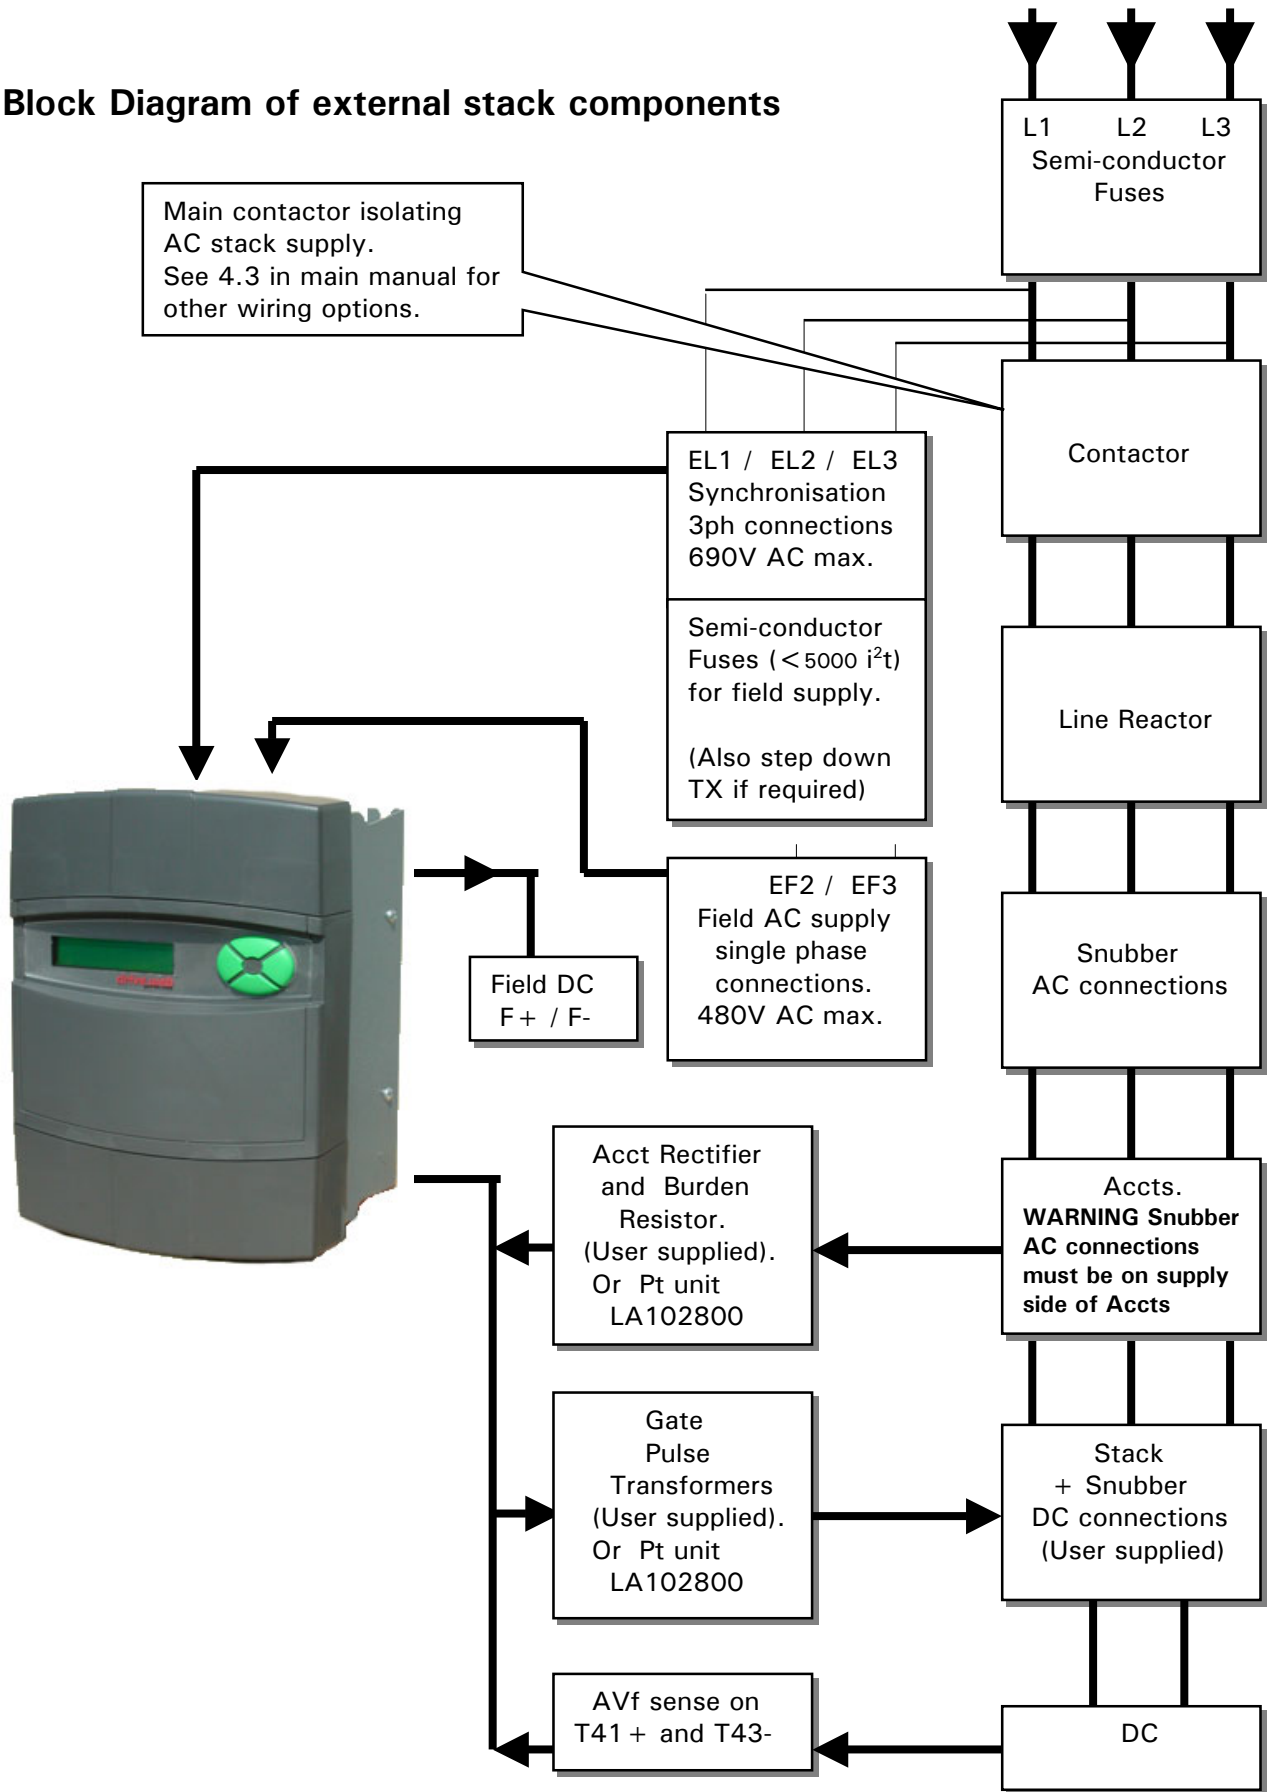 Block Diagram of external stack components
L1 L2 L3
Semi-conductor
Fuses
Main contactor isolating
AC stack supply.
See 4.3 in main manual for
other wiring options.
Contactor
EL1 / EL2 / EL3
Synchronisation
3ph connections
690V AC max.
Semi-conductor
Fuses (<5000 i²t)
for field supply.
(Also step down
TX if required)
Line Reactor
EF2 / EF3
Field AC supply
single phase
connections.
480V AC max.
Field DC
F+ / F-
Snubber
AC connections
Acct Rectifier
and Burden
Resistor.
(User supplied).
Or Pt unit
LA102800
Accts.
WARNING Snubber
AC connections
must be on supply
side of Accts
Gate
Pulse
Transformers
(User supplied).
Or Pt unit
LA102800
Stack
+ Snubber
DC connections
(User supplied)
AVf sense on
T41+ and T43-
DC